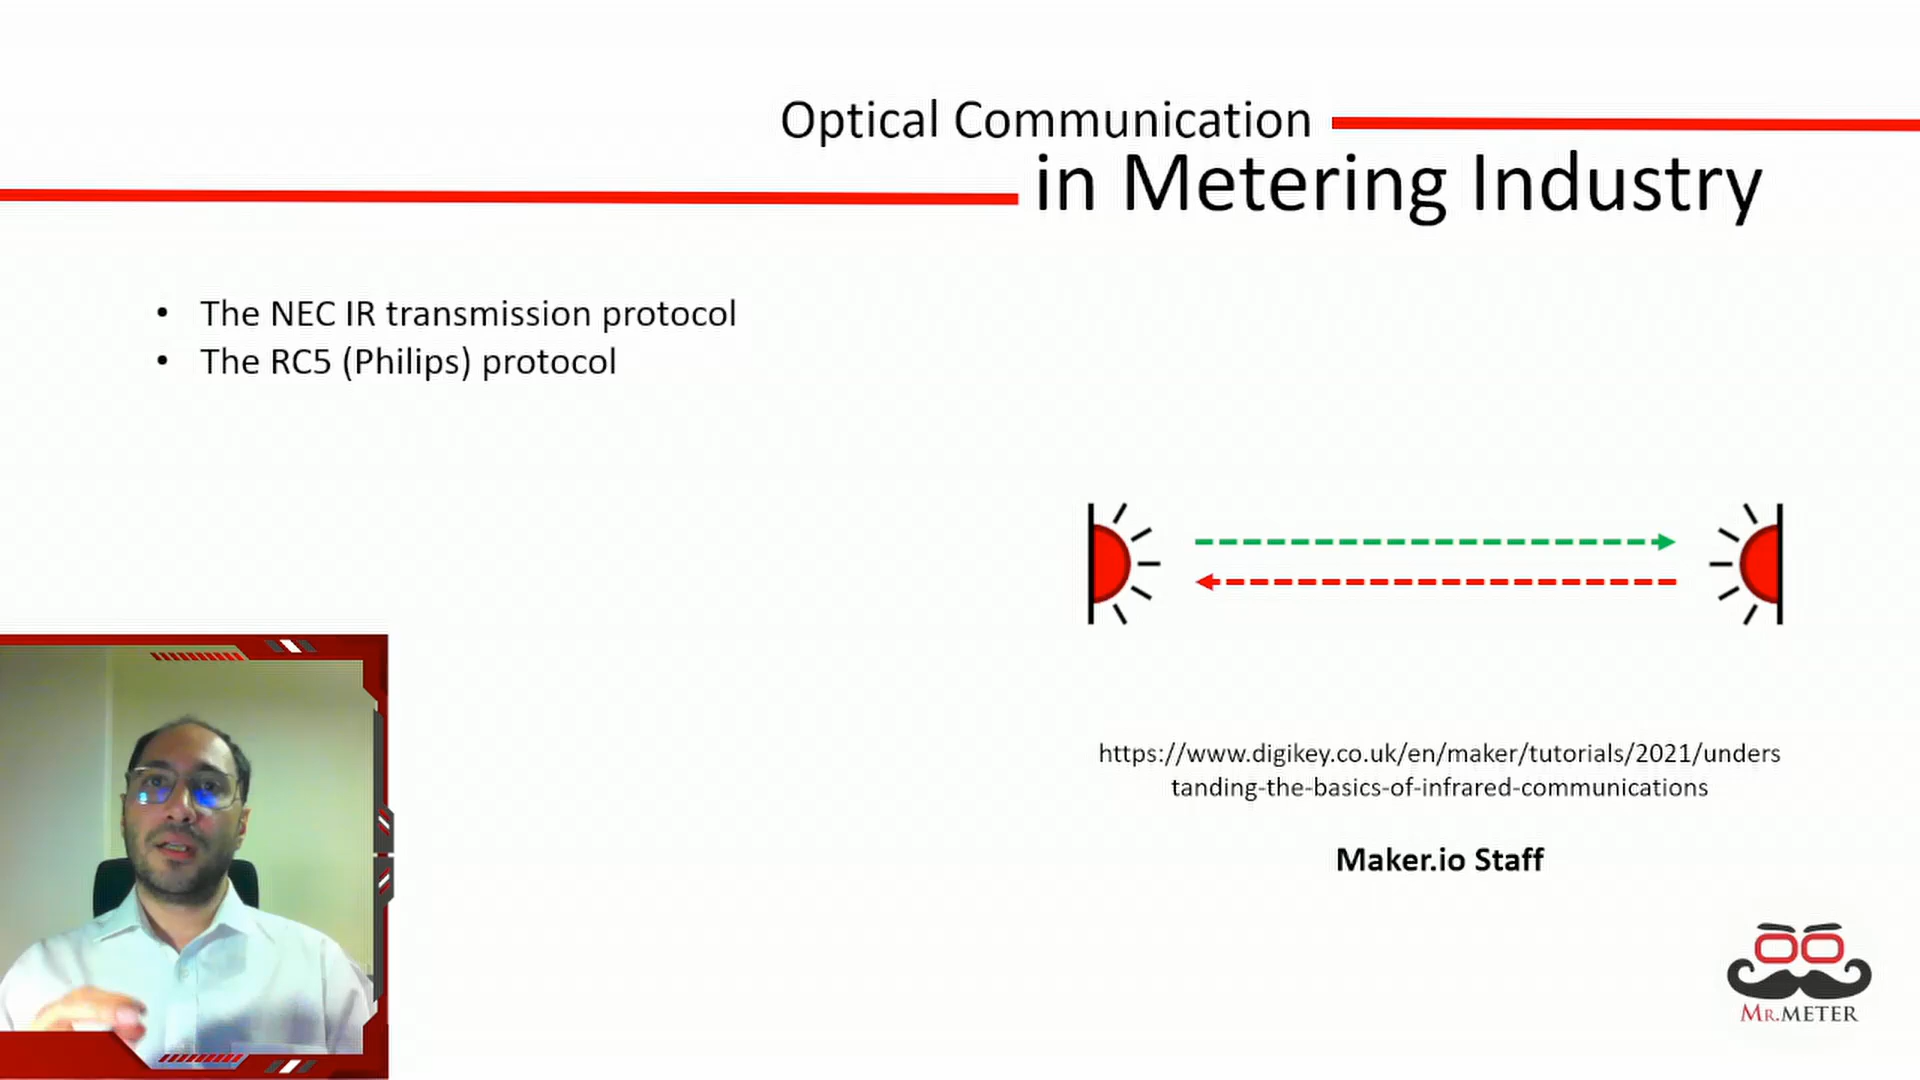 Optical Communication
in Metering Industry
• The NEC IR transmission protocol
• The RC5 (Philips) protocol
https://www.digikey.co.uk/en/maker/tutorials/2021/unders
tanding-the-basics-of-infrared-communications
Maker.io Staff
MR.METER